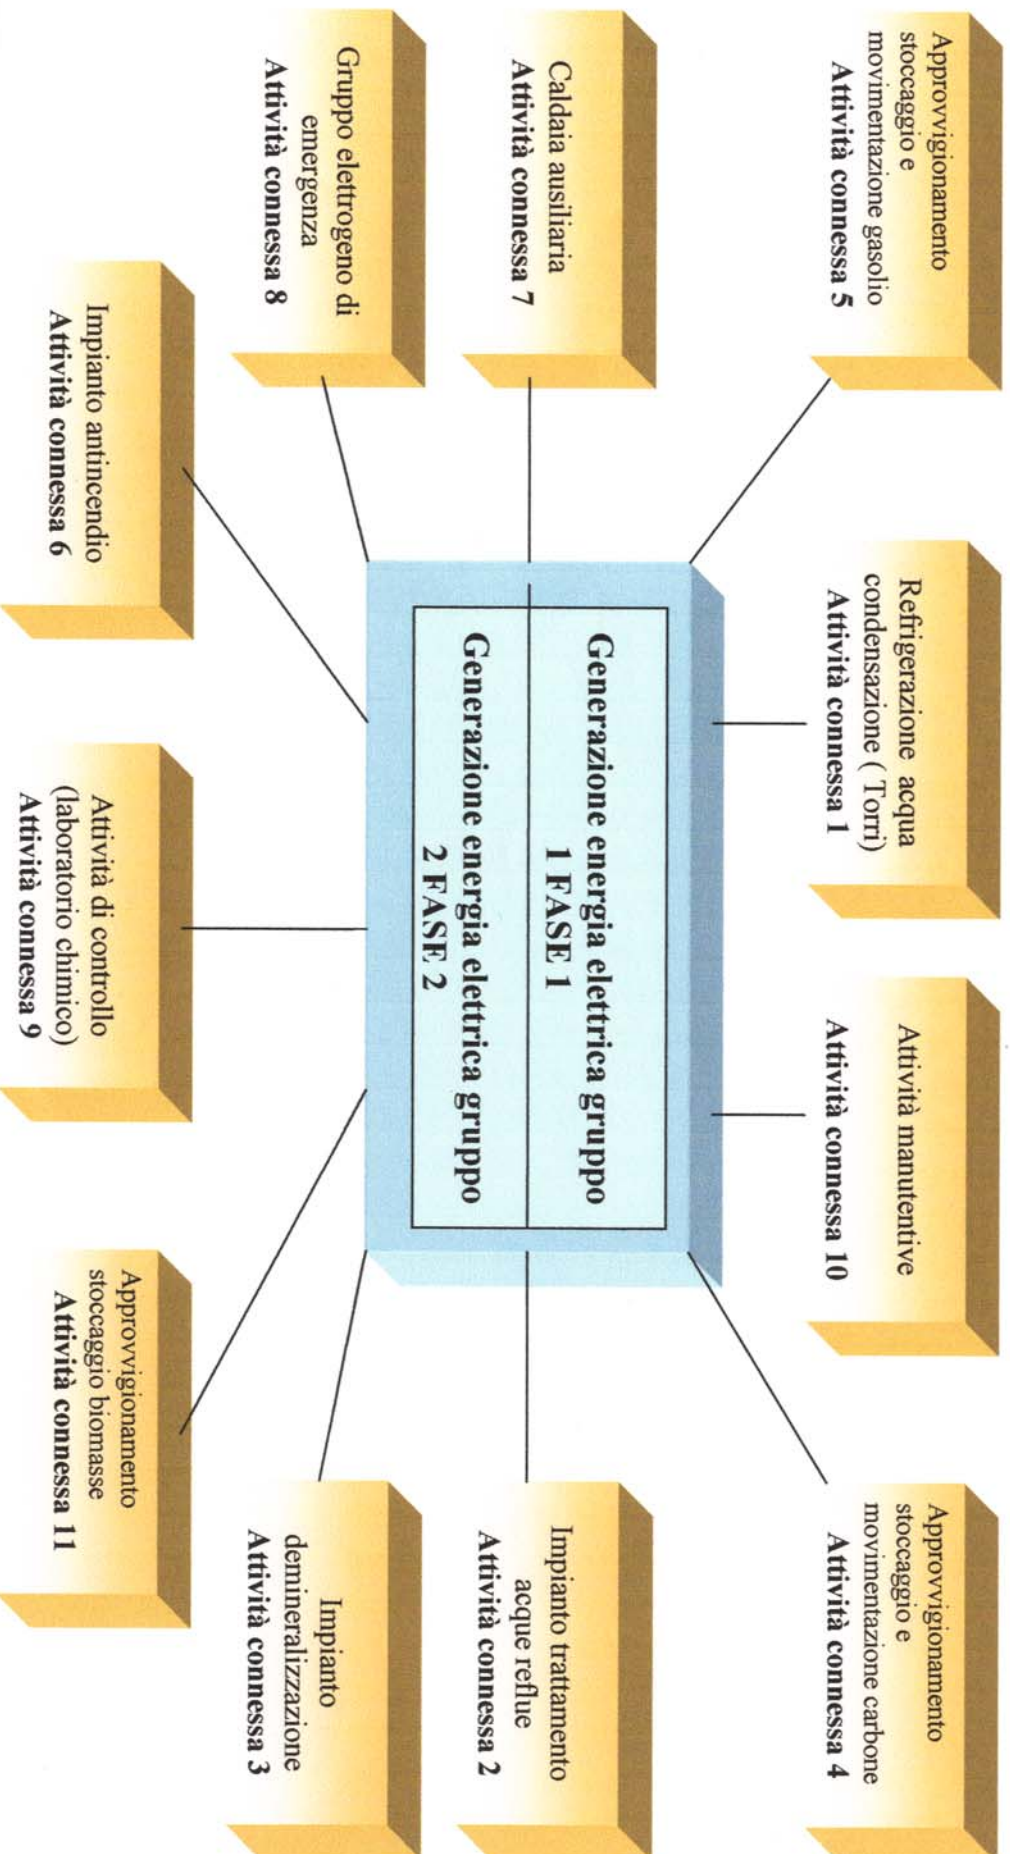 Approvvigionamento
stoccaggio e
movimentazione gasolio
Attività connessa 5
Refrigerazione acqua
condensazione ( Torri)
Attività connessa 1
Attività manutentive
Attività connessa 10
Approvvigionamento
stoccaggio e
movimentazione carbone
Attività connessa 4
Caldaia ausiliaria
Attività connessa 7
Generazione energia elettrica gruppo
1 FASE 1
Generazione energia elettrica gruppo
2 FASE 2
Impianto trattamento
acque reflue
Attività connessa 2
Gruppo elettrogeno di
emergenza
Attività connessa 8
Impianto
demineralizzazione
Attività connessa 3
Impianto antincendio
Attività connessa 6
Attività di controllo
(laboratorio chimico)
Attività connessa 9
Approvvigionamento
stoccaggio biomasse
Attività connessa 11